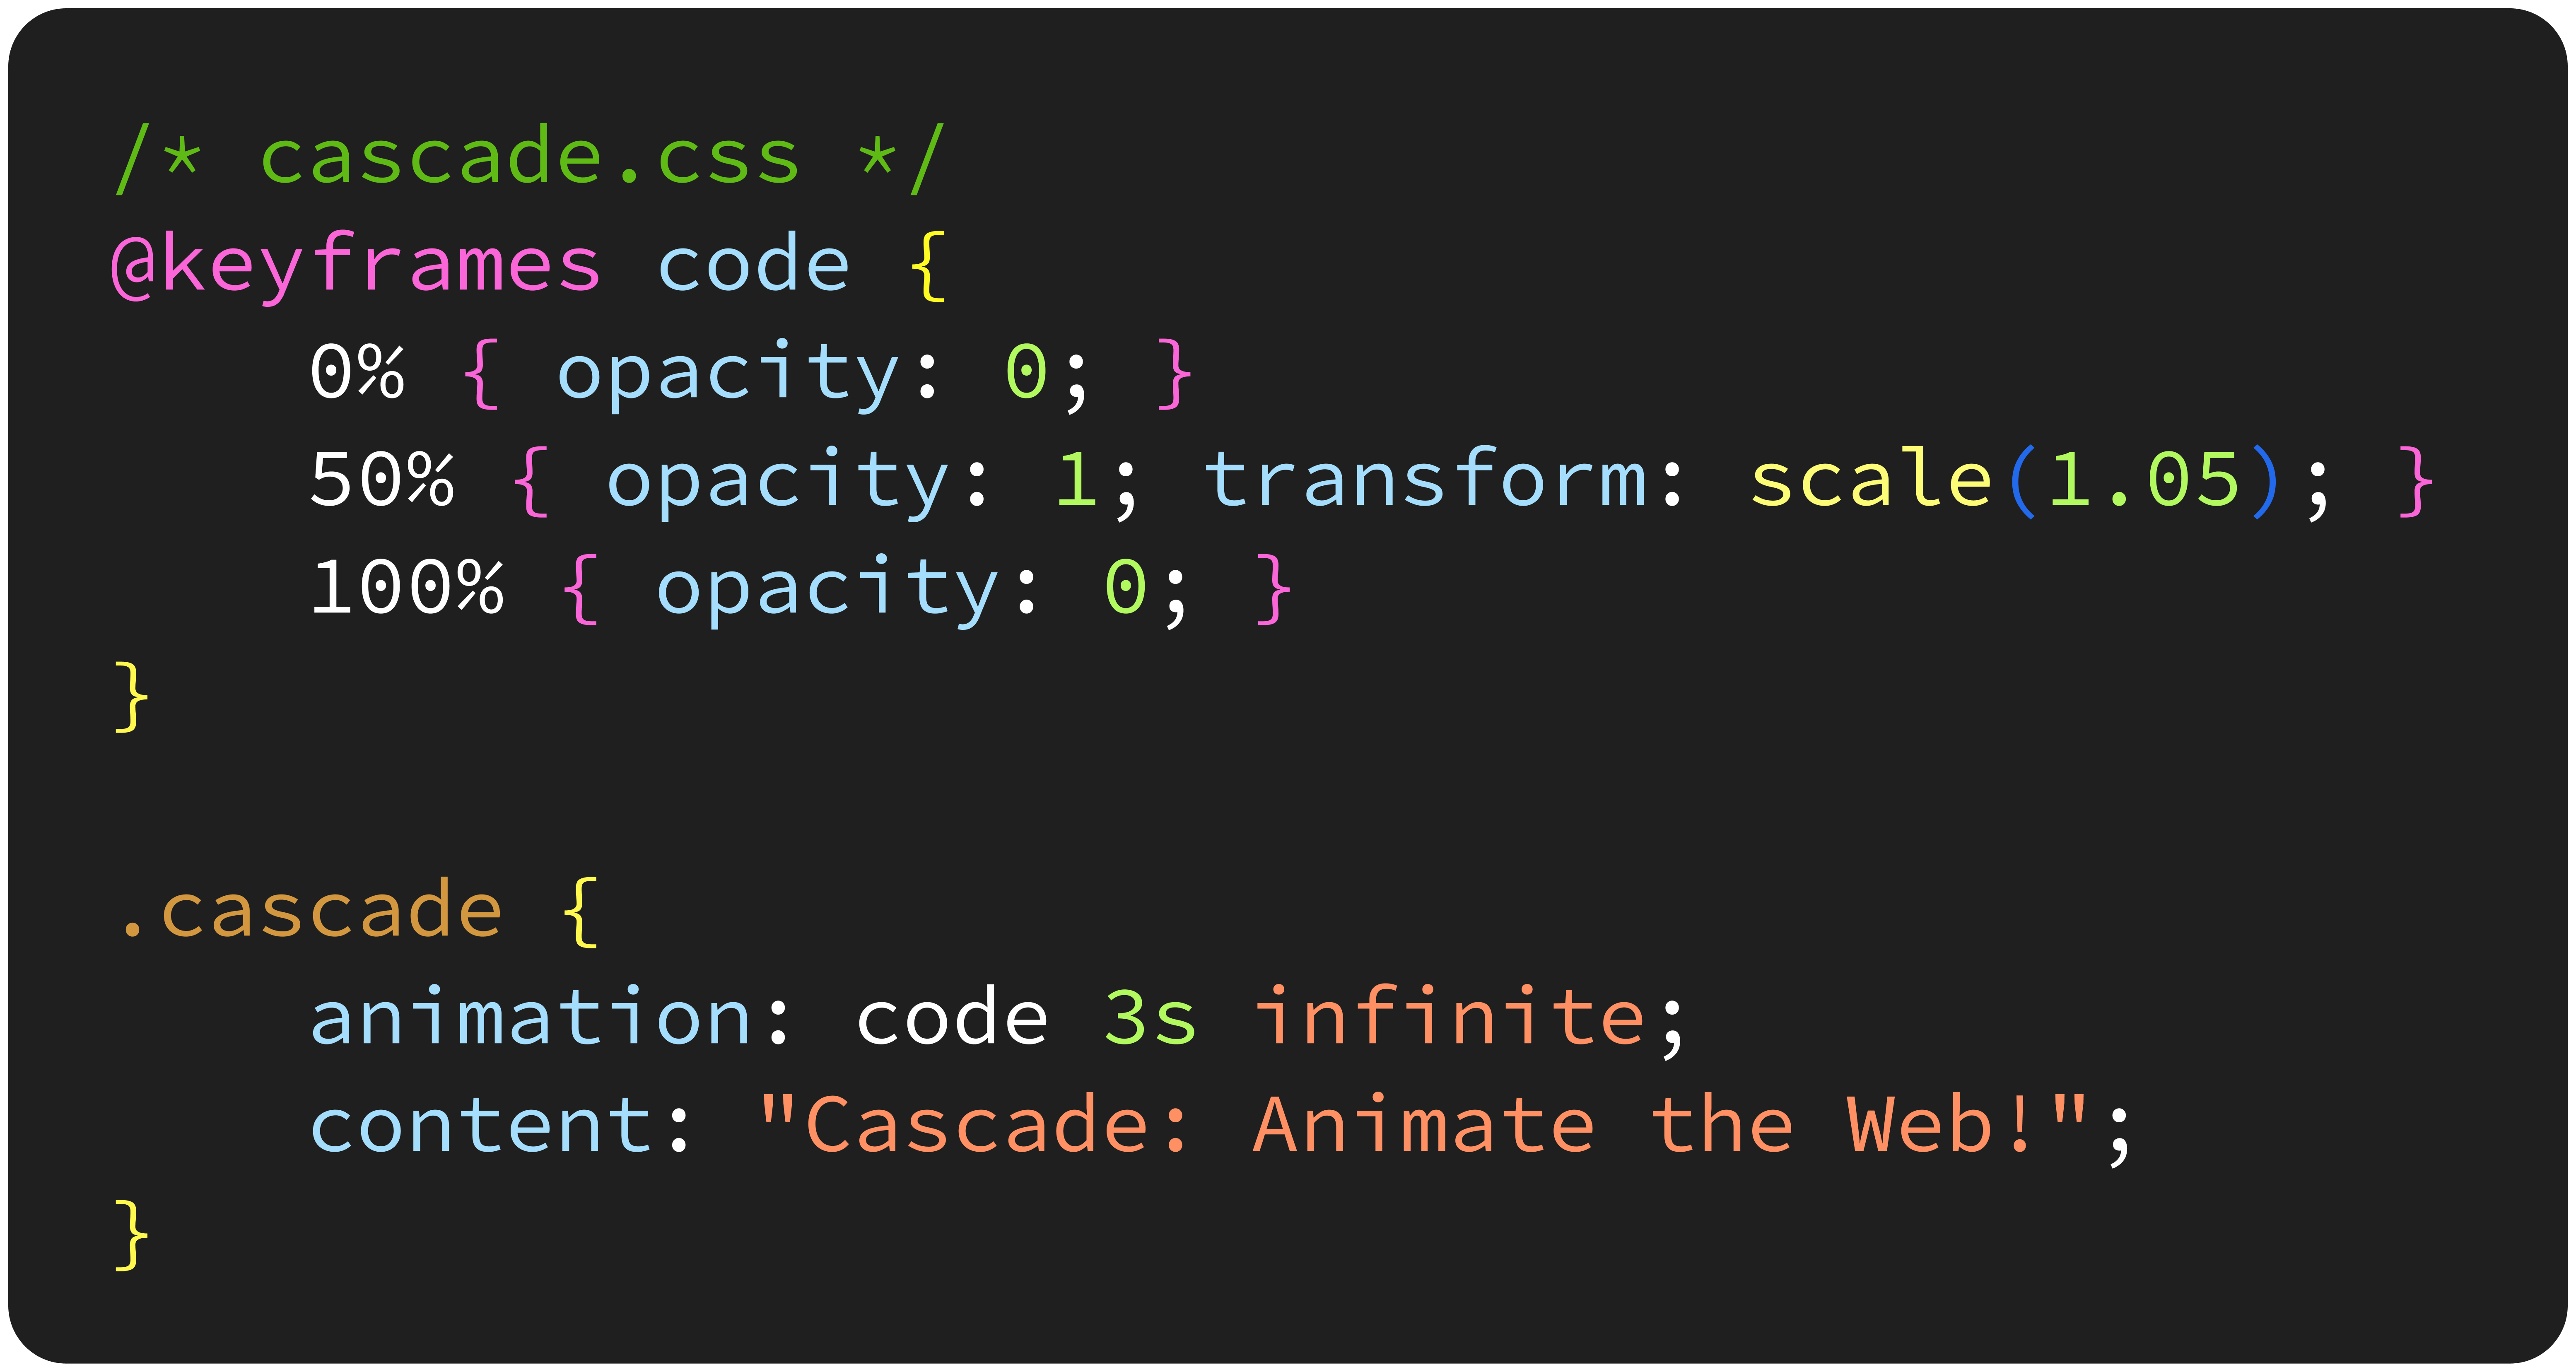 /* cascade.css */
@keyframes code {
    0% { opacity: 0; }
    50% { opacity: 1; transform: scale(1.05); }
    100% { opacity: 0; }
}

.cascade {
    animation: code 3s infinite;
    content: "Cascade: Animate the Web!";
}